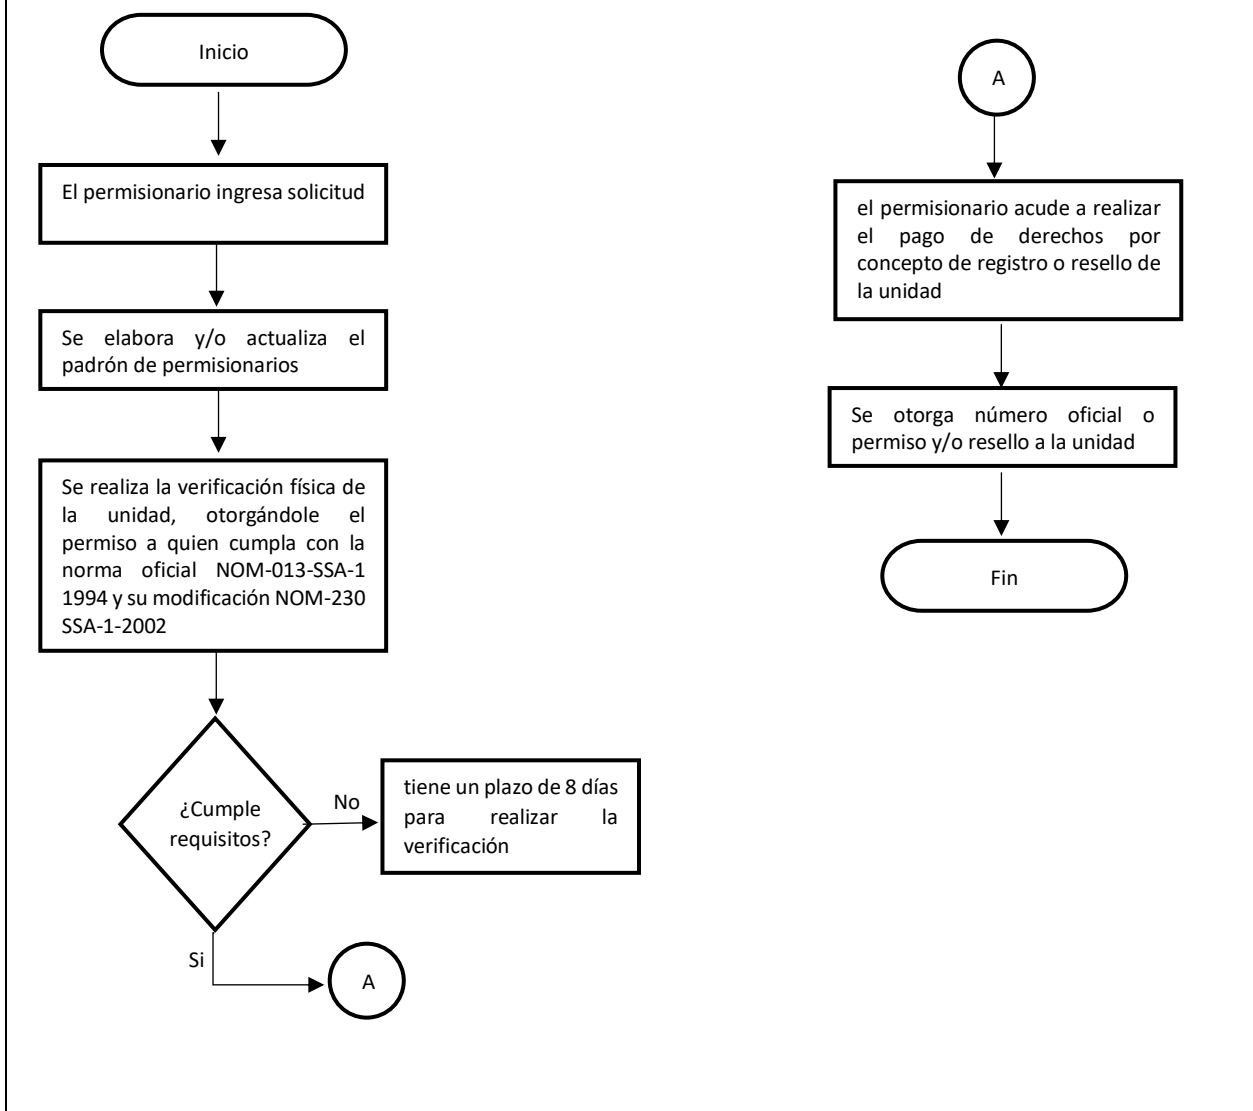 Inicio
El permisionario ingresa solicitud
Se elabora y/o actualiza el
padrón de permisionarios
Se realiza la verificación física de
la unidad, otorgándole el
permiso a quien cumpla con la
norma oficial NOM-013-SSA-1
1994 y su modificación NOM-230
SSA-1-2002
¿Cumple
requisitos?
No
tiene un plazo de 8 días
para realizar la
verificación
Si
A
A
el permisionario acude a realizar
el pago de derechos por
concepto de registro o resello de
la unidad
Se otorga número oficial o
permiso y/o resello a la unidad
Fin